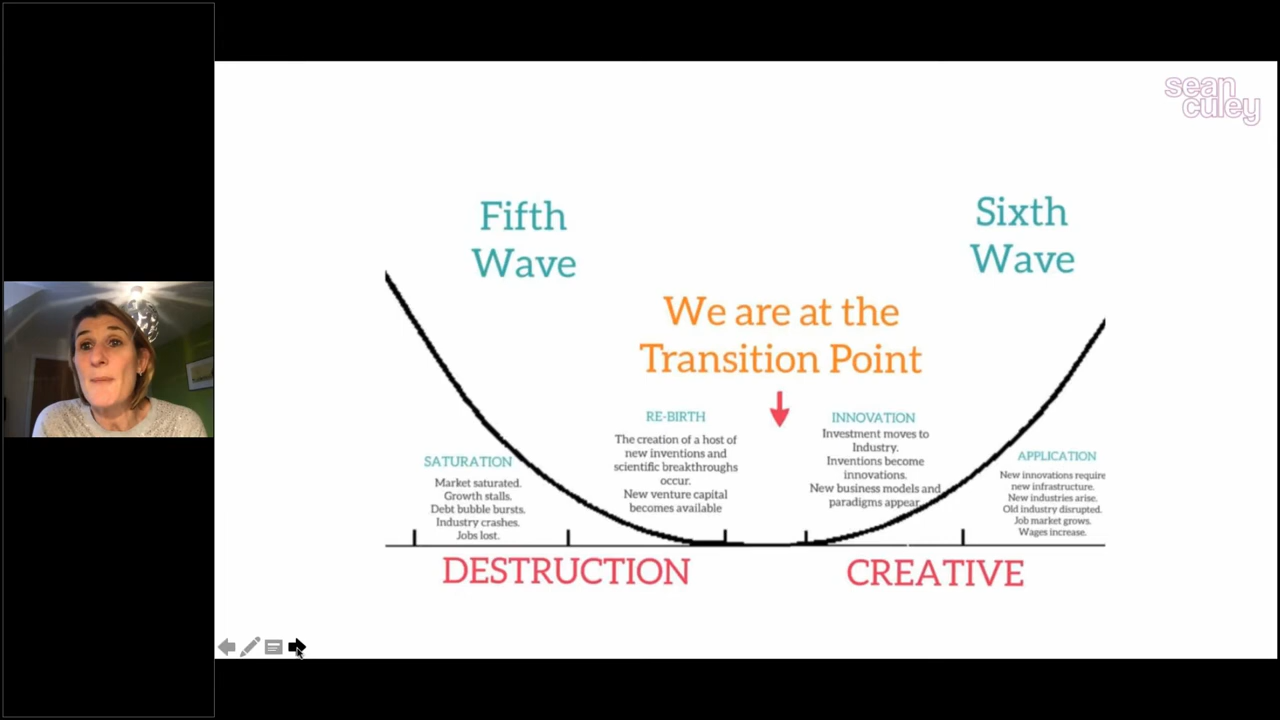 sean
culey
Fifth
Wave
Sixth
Wave
We are at the
Transition Point
SATURATION
Market saturated.
Growth stalls.
Debt bubble bursts.
Industry crashes.
Jobs lost.
RE-BIRTH
The creation of a host of
new inventions and
scientific breakthroughs
occur.
New venture capital
becomes available
INNOVATION
Investment moves to
Industry.
Inventions become
innovations.
New business models and
paradigms appear.
APPLICATION
New innovations require
new infrastructure.
New industries arise.
Old industry disrupted.
Job market grows.
Wages increase.
DESTRUCTION
CREATIVE